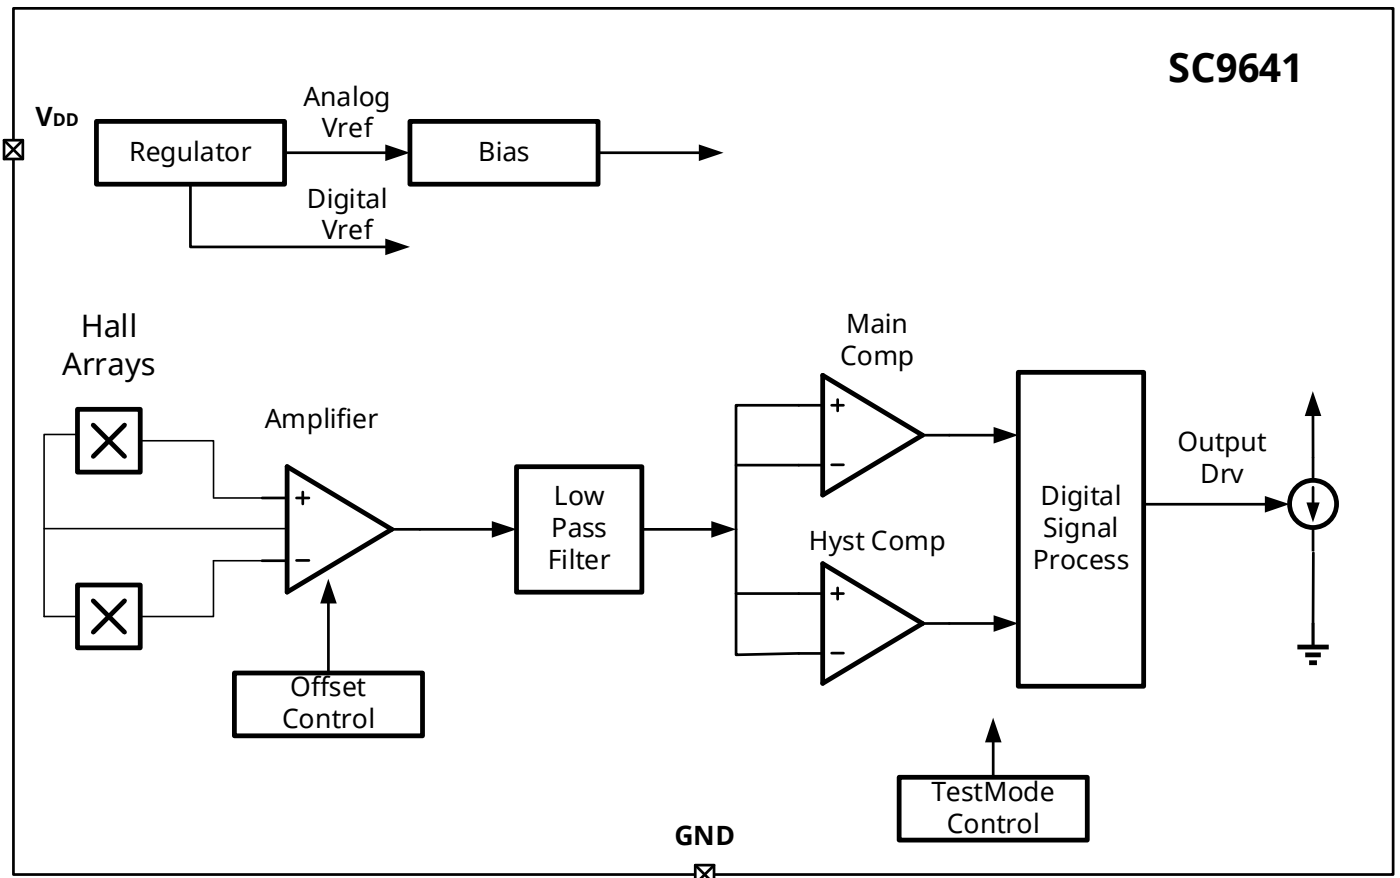 SC9641
VDD
Analog
Vref
Regulator
Bias
Digital
Vref
Hall
Arrays
Amplifier
+
−
Offset
Control
Low
Pass
Filter
Main
Comp
+
−
Hyst Comp
+
−
Digital
Signal
Process
Output
Drv
TestMode
Control
GND